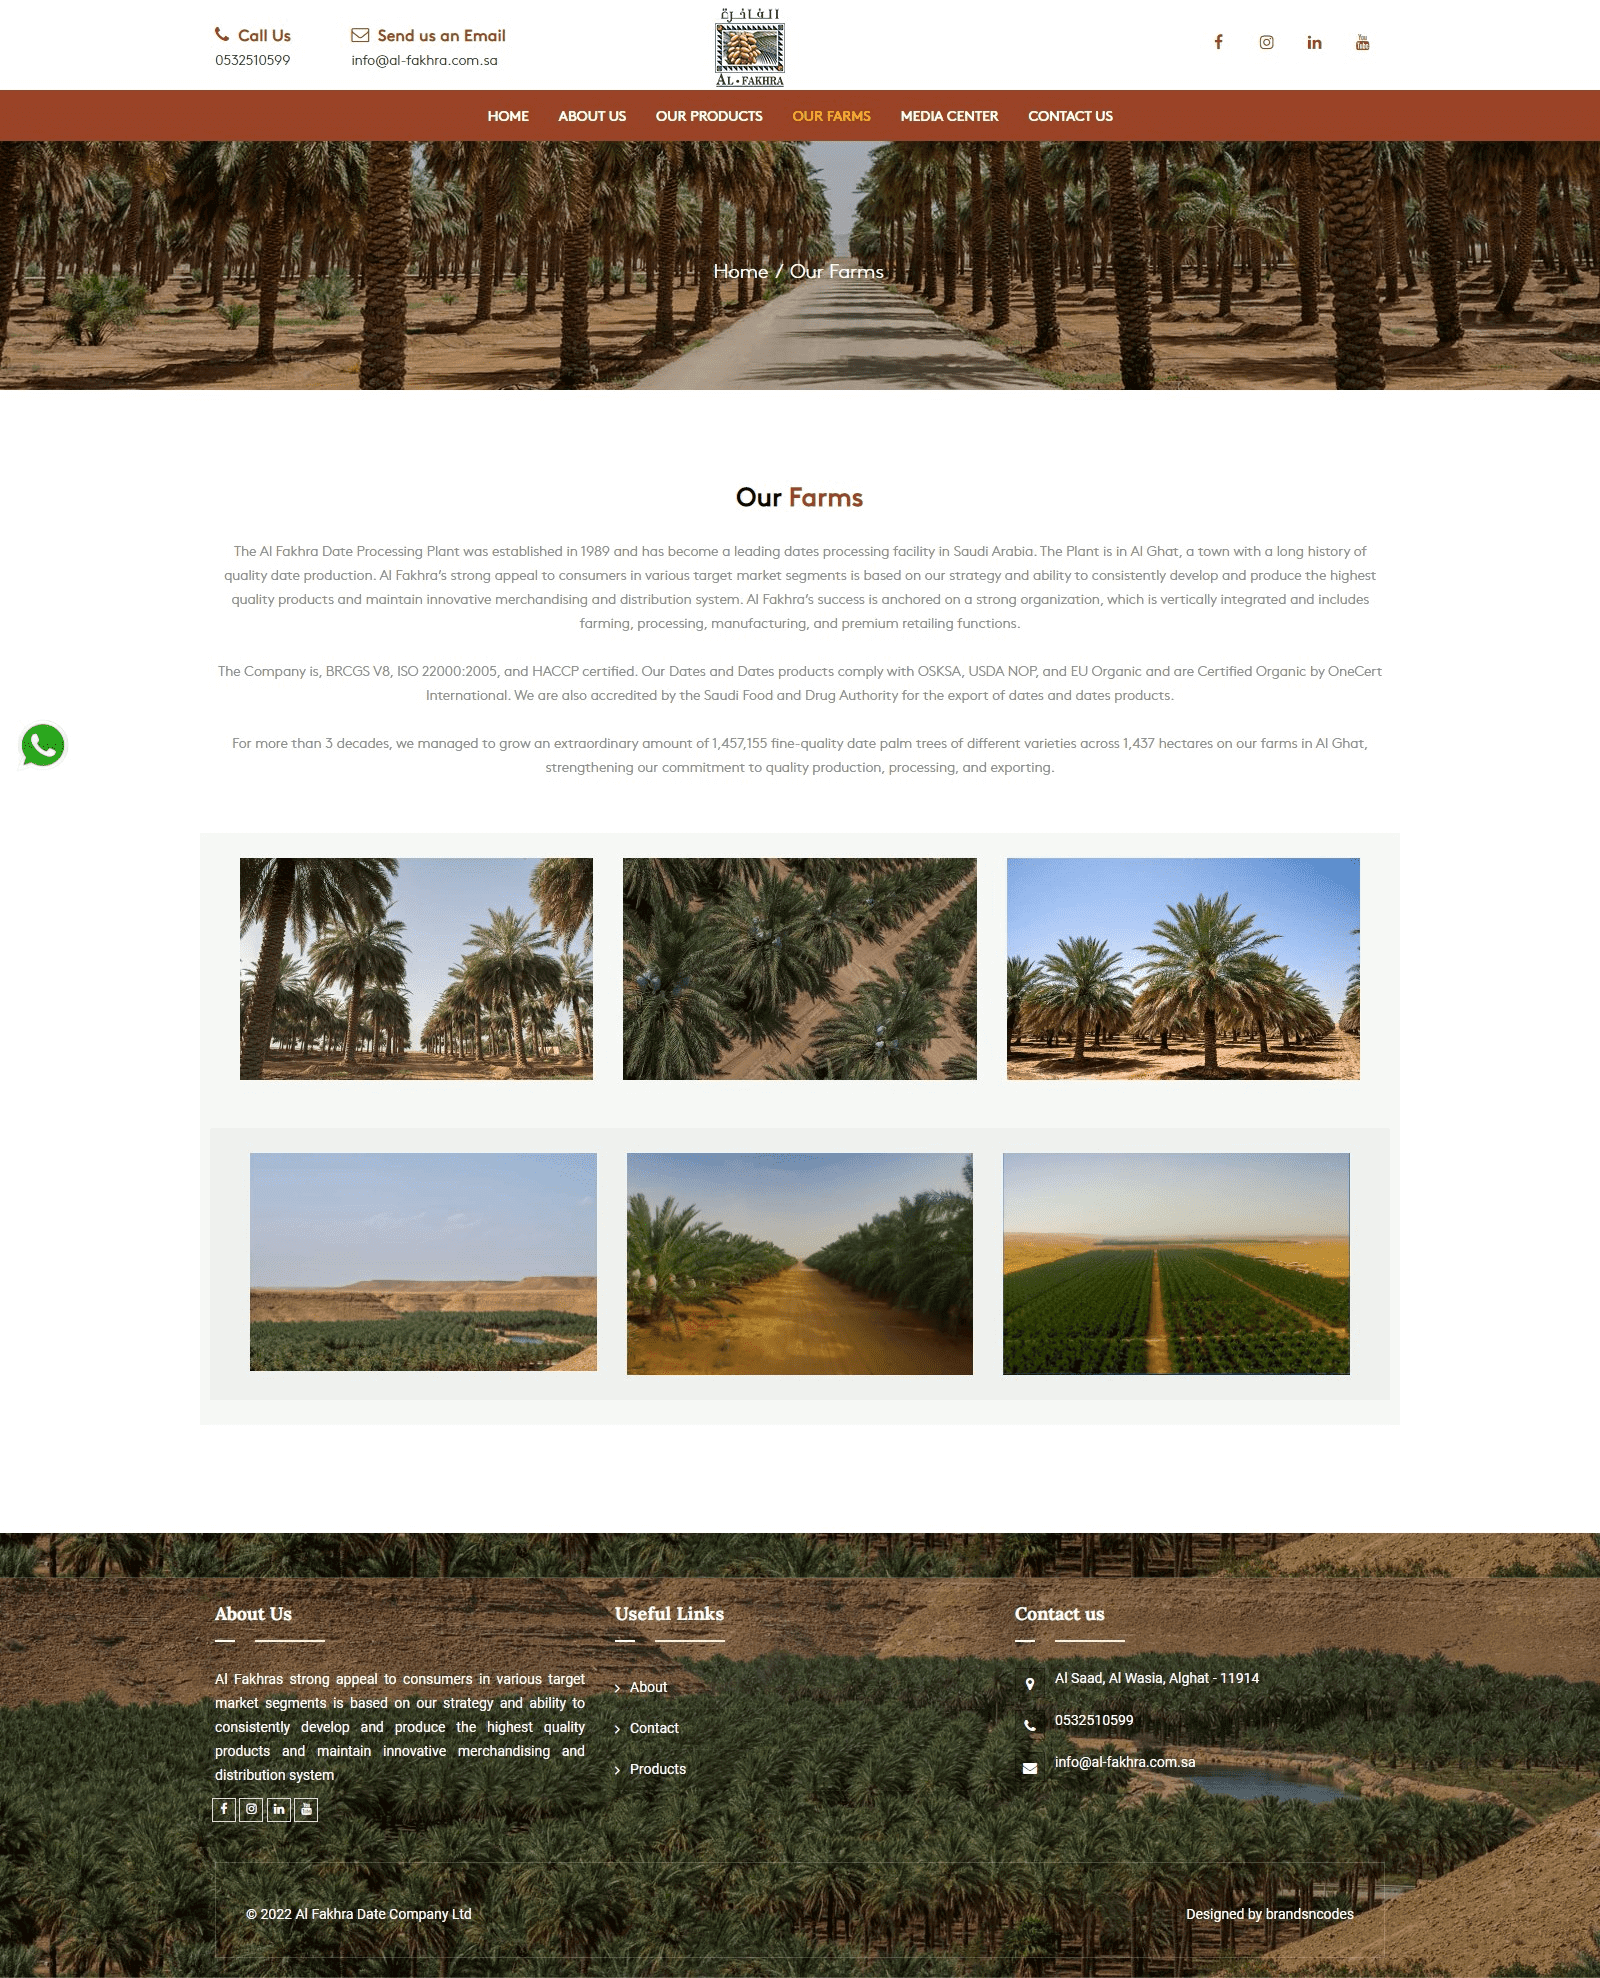 Call Us
0532510599
Send us an Email
info@al-fakhra.com.sa
الفاخرة
AL • FAKHRA
HOME ABOUT US OUR PRODUCTS OUR FARMS MEDIA CENTER CONTACT US
Home / Our Farms
Our Farms
The Al Fakhra Date Processing Plant was established in 1989 and has become a leading dates processing facility in Saudi Arabia. The Plant is in Al Ghat, a town with a long history of
quality date production. Al Fakhra's strong appeal to consumers in various target market segments is based on our strategy and ability to consistently develop and produce the highest
quality products and maintain innovative merchandising and distribution system. Al Fakhra's success is anchored on a strong organization, which is vertically integrated and includes
farming, processing, manufacturing, and premium retailing functions.
The Company is, BRCGS V8, ISO 22000:2005, and HACCP certified. Our Dates and Dates products comply with OSKSA, USDA NOP, and EU Organic and are Certified Organic by OneCert
International. We are also accredited by the Saudi Food and Drug Authority for the export of dates and dates products.
For more than 3 decades, we managed to grow an extraordinary amount of 1,457,155 fine-quality date palm trees of different varieties across 1,437 hectares on our farms in Al Ghat,
strengthening our commitment to quality production, processing, and exporting.
About Us
Al Fakhras strong appeal to consumers in various target
market segments is based on our strategy and ability to
consistently develop and produce the highest quality
products and maintain innovative merchandising and
distribution system
Useful Links
About
Contact
Products
Contact us
Al Saad, Al Wasia, Alghat - 11914
0532510599
info@al-fakhra.com.sa
© 2022 Al Fakhra Date Company Ltd
Designed by brandsncodes